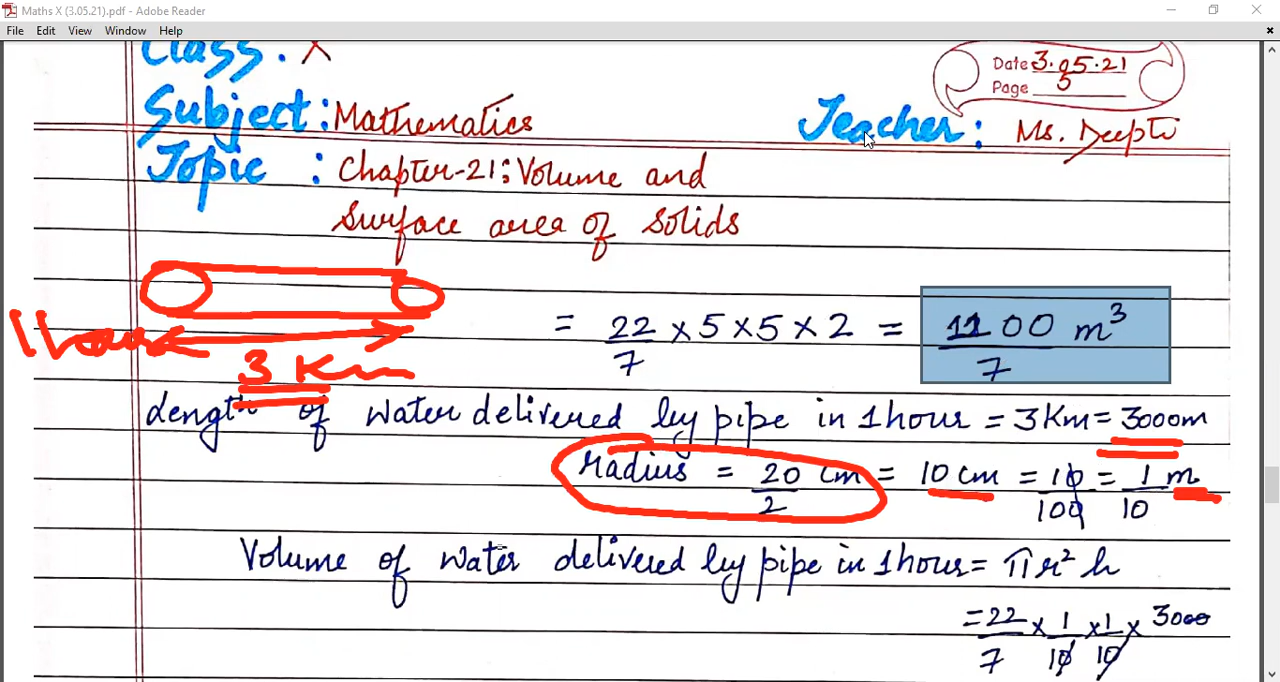 Maths X (3.05.21).pdf - Adobe Reader
File Edit View Window Help
Class. X
Date 3.05.21
Page 5
Subject: Mathematics
Teacher: Ms. Deepti
Topic : Chapter-21: Volume and
Surface area of Solids
= 22/7 × 5 × 5 × 2 = 1100/7 m³
1 hour
3 Km
Length of water delivered by pipe in 1 hour = 3 Km = 3000m
radius = 20/2 cm = 10 cm = 10/100 = 1/10 m
Volume of water delivered by pipe in 1 hour = πr²h
= 22/7 × 1/10 × 1/10 × 3000